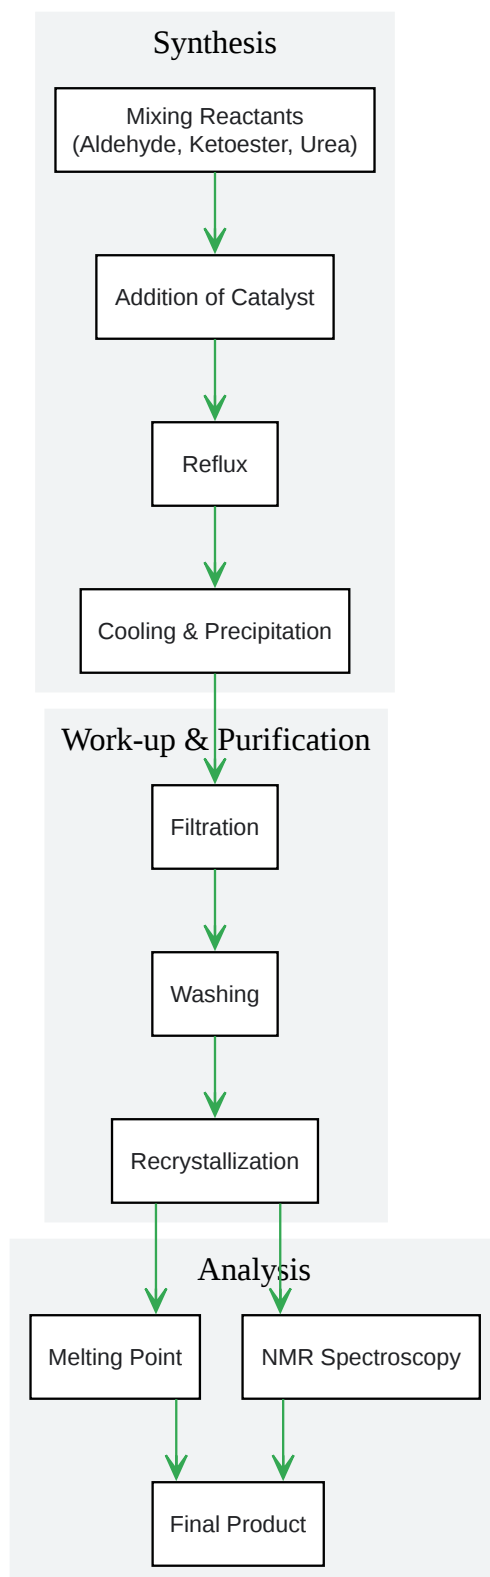 Synthesis
Mixing Reactants
(Aldehyde, Ketoester, Urea)
Addition of Catalyst
Reflux
Cooling & Precipitation
Work-up & Purification
Filtration
Washing
Recrystallization
Analysis
Melting Point
NMR Spectroscopy
Final Product